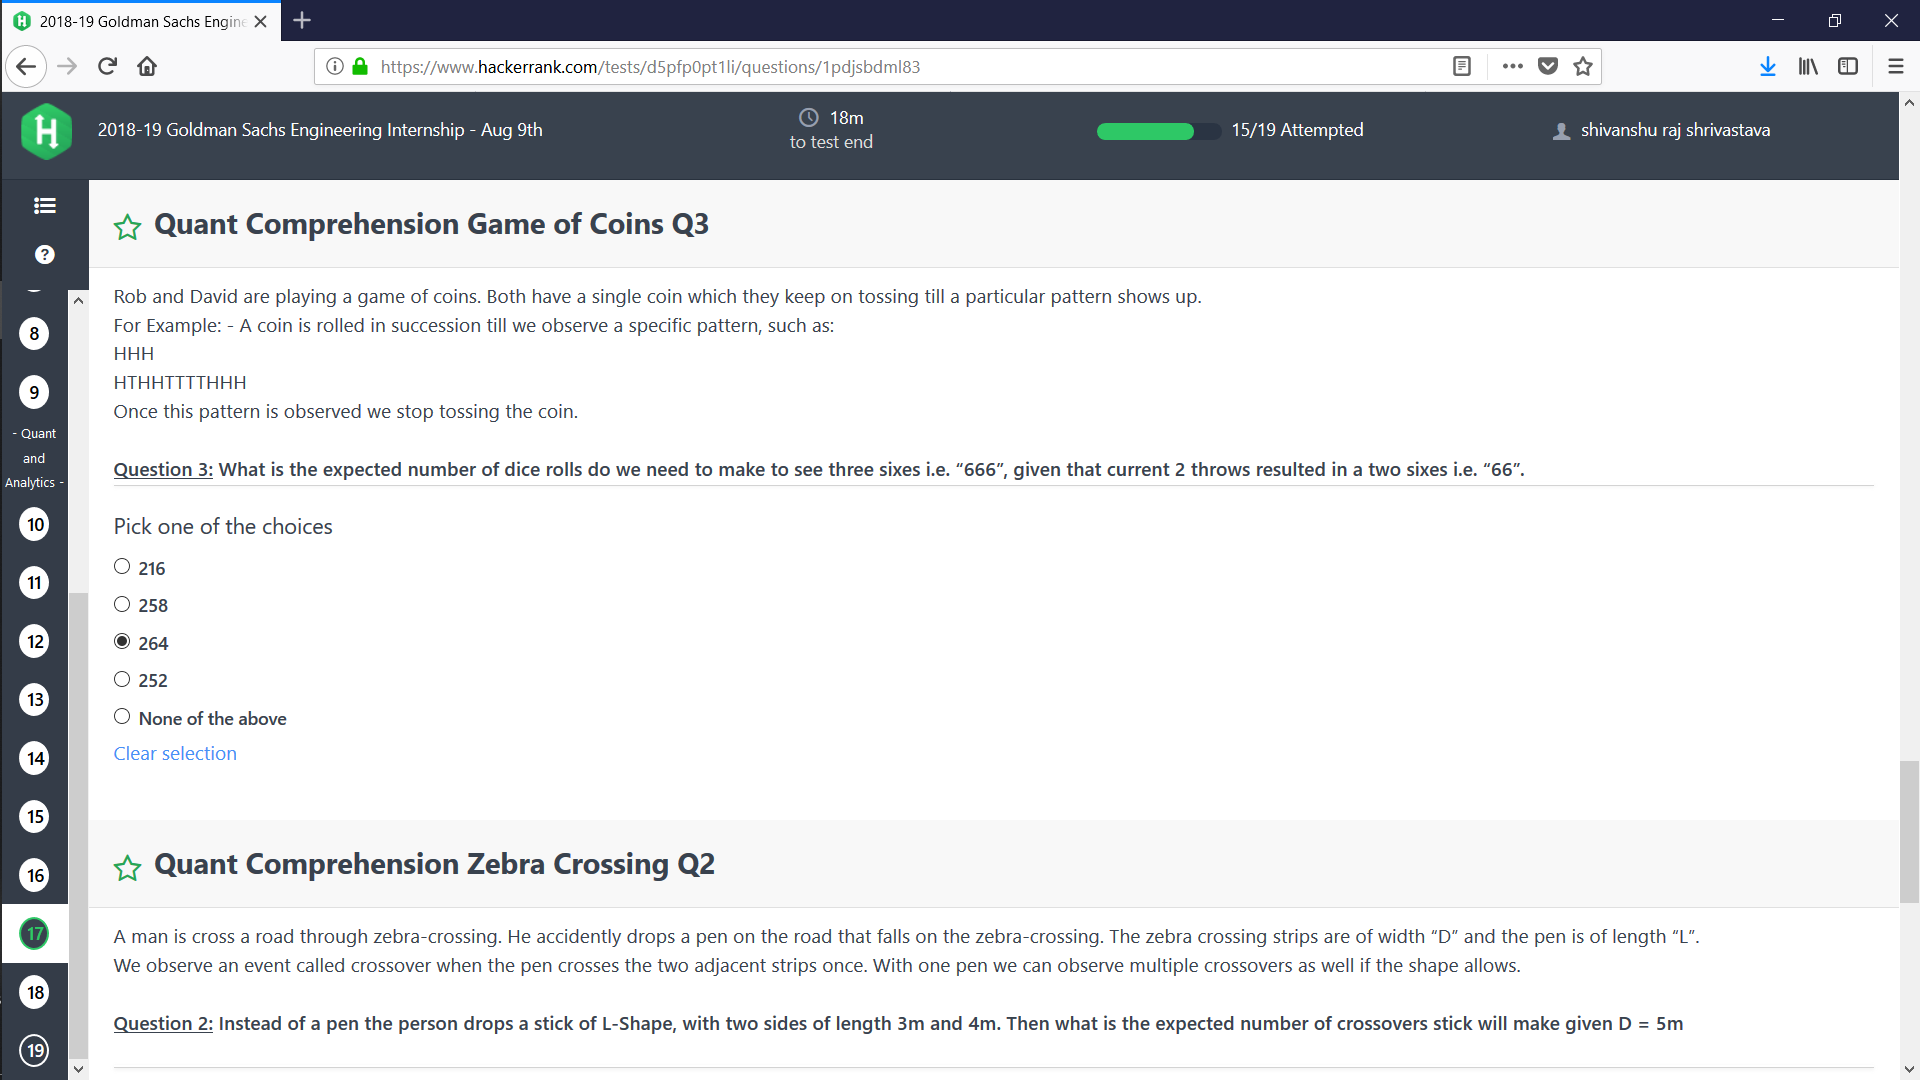 2018-19 Goldman Sachs Engine
https://www.hackerrank.com/tests/d5pfp0pt1li/questions/1pdjsbdml83
H
2018-19 Goldman Sachs Engineering Internship - Aug 9th
18m
to test end
15/19 Attempted
shivanshu raj shrivastava
?
8
9
- Quant
and
Analytics -
10
11
12
13
14
15
16
17
18
19
Quant Comprehension Game of Coins Q3
Rob and David are playing a game of coins. Both have a single coin which they keep on tossing till a particular pattern shows up.
For Example: - A coin is rolled in succession till we observe a specific pattern, such as:
HHH
HTHHTTTTHHH
Once this pattern is observed we stop tossing the coin.
Question 3: What is the expected number of dice rolls do we need to make to see three sixes i.e. “666”, given that current 2 throws resulted in a two sixes i.e. “66”.
Pick one of the choices
216
258
264
252
None of the above
Clear selection
Quant Comprehension Zebra Crossing Q2
A man is cross a road through zebra-crossing. He accidently drops a pen on the road that falls on the zebra-crossing. The zebra crossing strips are of width “D” and the pen is of length “L”.
We observe an event called crossover when the pen crosses the two adjacent strips once. With one pen we can observe multiple crossovers as well if the shape allows.
Question 2: Instead of a pen the person drops a stick of L-Shape, with two sides of length 3m and 4m. Then what is the expected number of crossovers stick will make given D = 5m